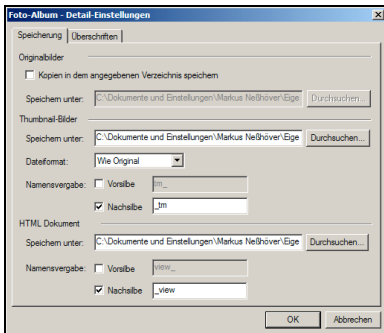 Foto-Album - Detail-Einstellungen
Speicherung Überschriften
Originalbilder
Kopien in dem angegebenen Verzeichnis speichern
Speichern unter: C:\Dokumente und Einstellungen\Markus Neßhöver\Eige Durchsuchen...
Thumbnail-Bilder
Speichern unter: C:\Dokumente und Einstellungen\Markus Neßhöver\Eige Durchsuchen...
Dateiformat: Wie Original
Namensvergabe: Vorsilbe tm_
Nachsilbe _tm
HTML Dokument
Speichern unter: C:\Dokumente und Einstellungen\Markus Neßhöver\Eige Durchsuchen...
Namensvergabe: Vorsilbe view_
Nachsilbe _view
OK Abbrechen